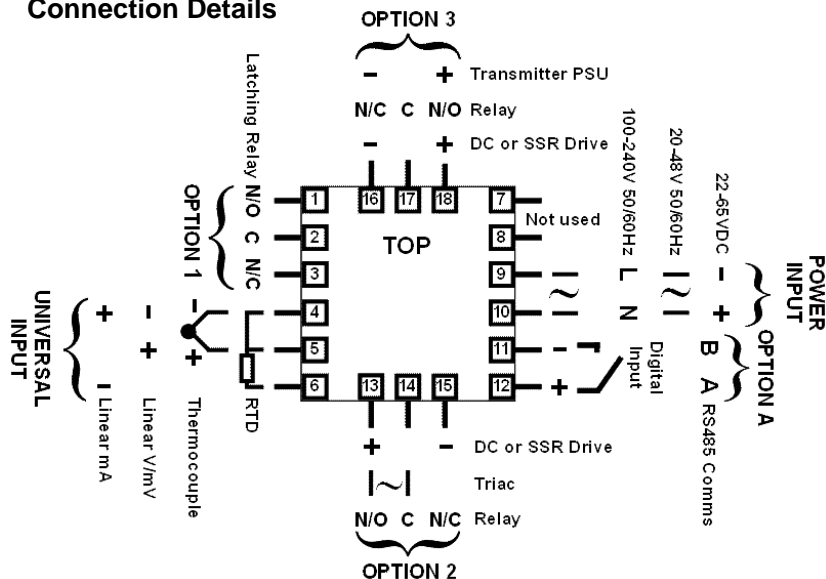 Connection Details
OPTION 3
- + Transmitter PSU
N/C C N/O Relay
- + DC or SSR Drive
Latching Relay
OPTION 1
N/O C N/C
1 2 3 4 5 6
16 17 18
7 8 9 10 11 12
13 14 15
TOP
Not used
100-240V 50/60Hz
L
N
20-48V 50/60Hz
22-65VDC
- +
POWER
INPUT
OPTION A
B A RS485 Comms
Digital
Input
- +
UNIVERSAL
INPUT
+ - Linear mA
- + Linear V/mV
- + Thermocouple
RTD
+ - DC or SSR Drive
~ Triac
N/O C N/C Relay
OPTION 2